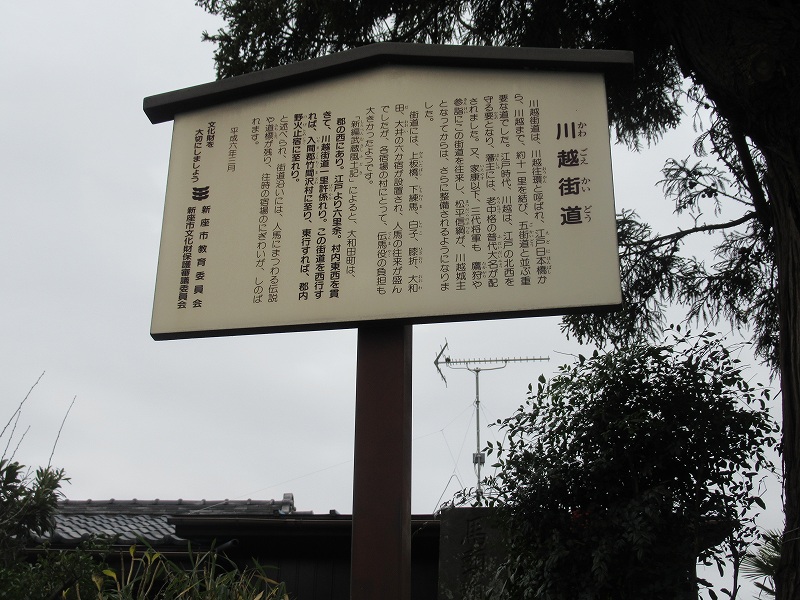 川越街道
かわ ごえ かい どう
川越街道は、川越往還と呼ばれ、江戸日本橋か
ら、川越まで、約十一里を結び、五街道と並ぶ重
要な道でした。江戸時代、川越は、江戸の北西を
守る要となり、藩主には、老中格の譜代大名が配
されました。又、家康以下、三代将軍も、鷹狩や
参詣にこの街道を往来し、松平信綱が、川越城主
となってからは、さらに整備されるようになりま
した。
街道には、上板橋、下練馬、白子、膝折、大和
田、大井の六か宿が設置され、人馬の往来が盛ん
でしたが、各宿場の村にとって、伝馬役の負担も
大きかったようです。
「新編武蔵風土記」によると、大和田町は、
郡の西にあり。江戸より六里余。村内東西を貫
きて、川越街道一里許係れり。この街道を西行す
れば、入間郡竹間沢村に至り、東行すれば、郡内
野火止宿に至れり。
と述べられ、街道沿いには、人馬にまつわる伝説
や道標が残り、往時の宿場のにぎわいが、しのば
れます。
平成六年三月
文化財を
大切にしましょう
新座市教育委員会
新座市文化財保護審議委員会